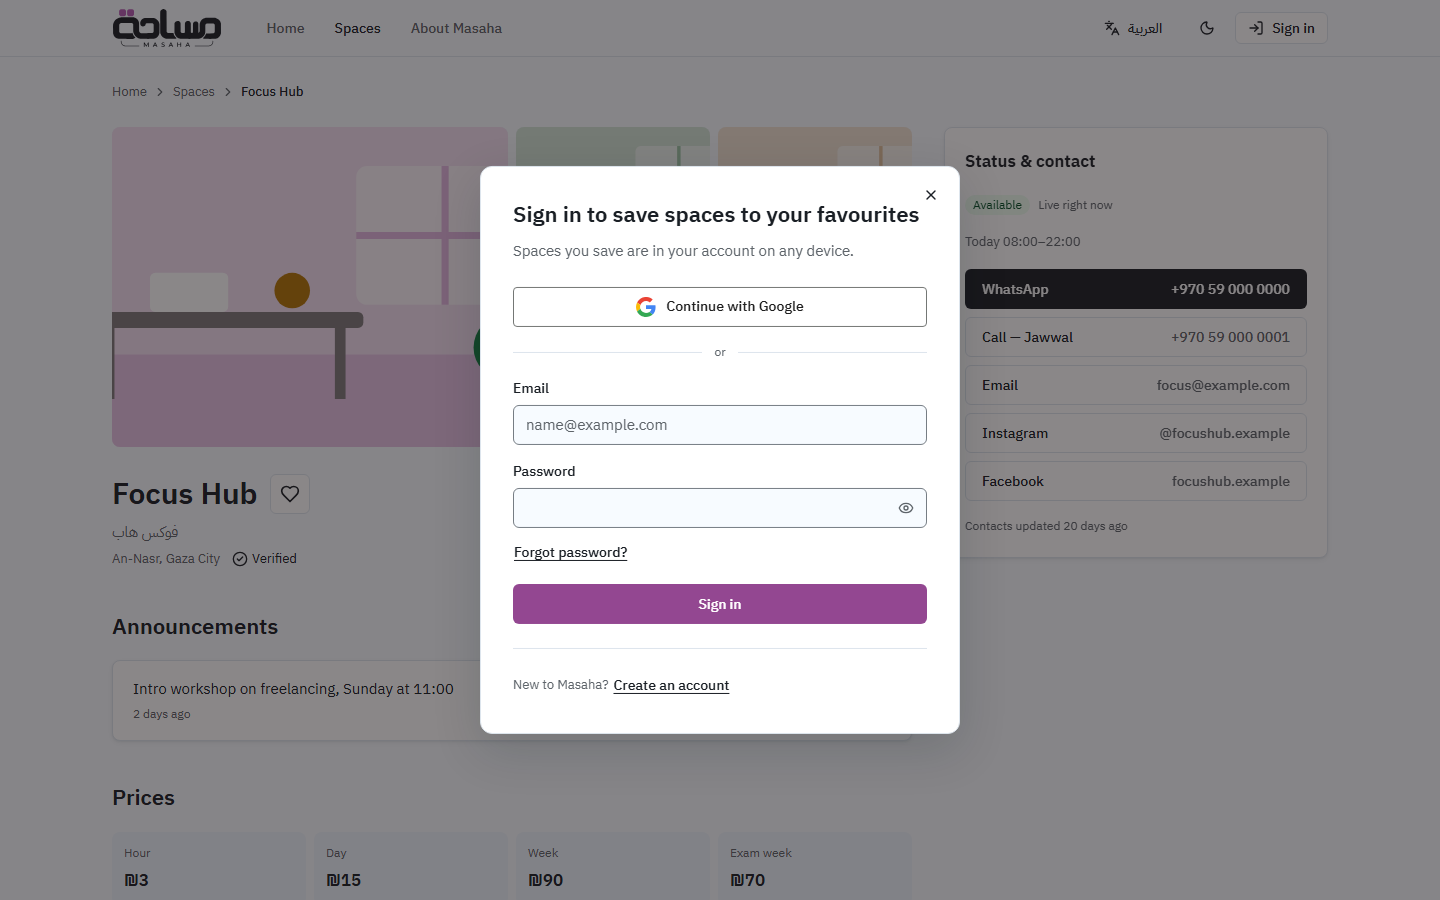 مساحة
MASAHA
Home
Spaces
About Masaha
العربية
Sign in
Home
Spaces
Focus Hub
Sign in to save spaces to your favourites
Spaces you save are in your account on any device.
Continue with Google
or
Email
name@example.com
Password
Forgot password?
Sign in
New to Masaha? Create an account
Focus Hub
فوكس هاب
An-Nasr, Gaza City
Verified
Announcements
Intro workshop on freelancing, Sunday at 11:00
2 days ago
Prices
Hour
₪3
Day
₪15
Week
₪90
Exam week
₪70
Status & contact
Available
Live right now
Today 08:00–22:00
WhatsApp +970 59 000 0000
Call — Jawwal +970 59 000 0001
Email focus@example.com
Instagram @focushub.example
Facebook focushub.example
Contacts updated 20 days ago